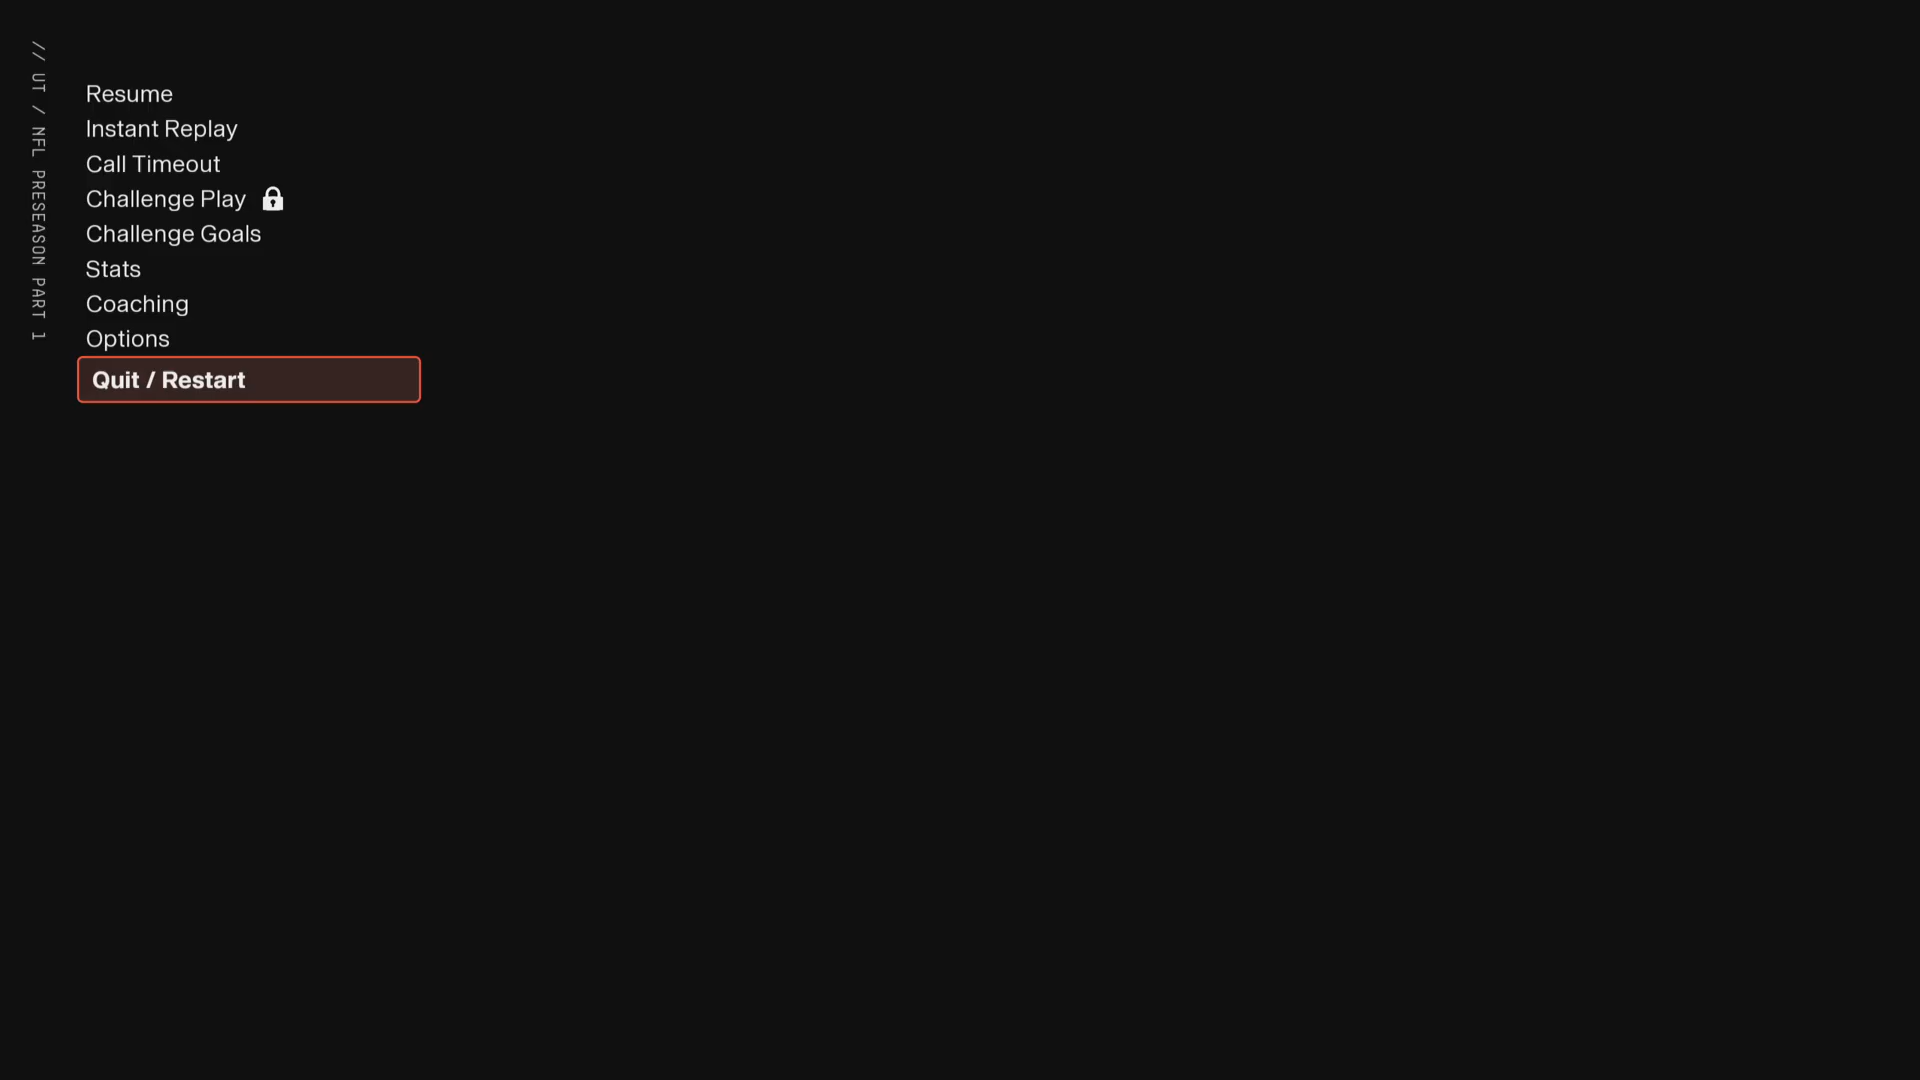 // UT / NFL PRESEASON PART 1
Resume
Instant Replay
Call Timeout
Challenge Play
Challenge Goals
Stats
Coaching
Options
Quit / Restart